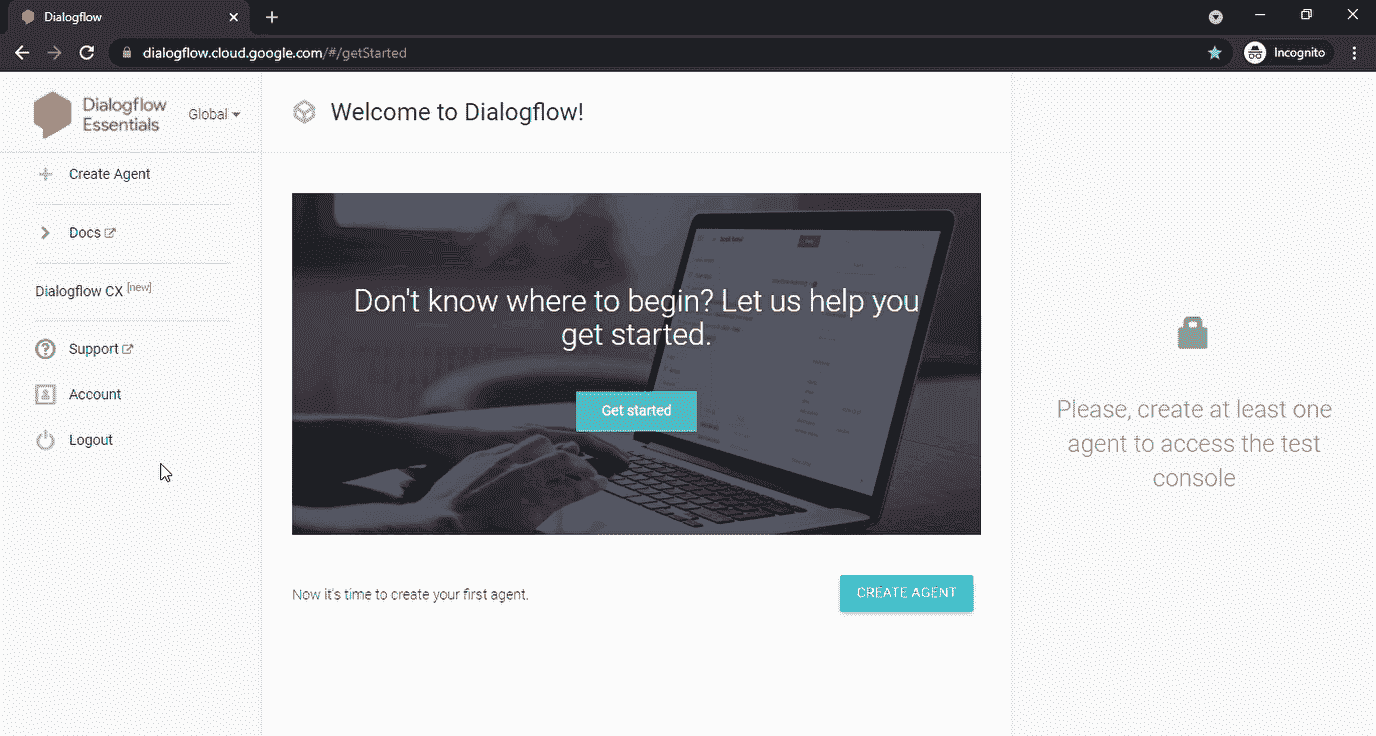 Dialogflow
dialogflow.cloud.google.com/#/getStarted
Incognito
Dialogflow
Essentials
Global
Create Agent
Docs
Dialogflow CX [new]
Support
Account
Logout
Welcome to Dialogflow!
Don't know where to begin? Let us help you
get started.
Get started
Now it's time to create your first agent.
CREATE AGENT
Please, create at least one
agent to access the test
console